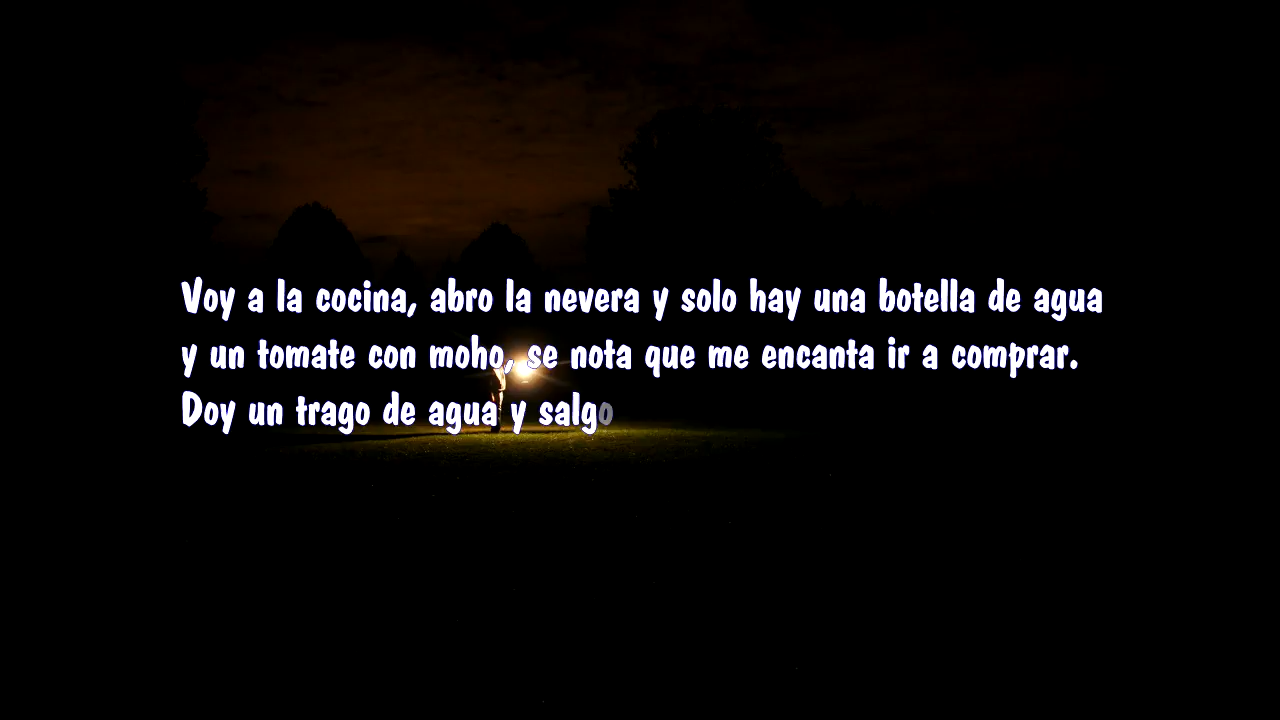 Voy a la cocina, abro la nevera y solo hay una botella de agua
y un tomate con moho, se nota que me encanta ir a comprar.
Doy un trago de agua y salgo